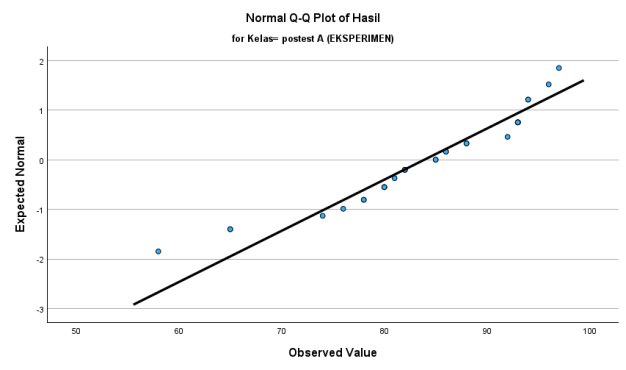 Normal Q-Q Plot of Hasil
for Kelas= postest A (EKSPERIMEN)
Expected Normal
2
1
0
-1
-2
-3
50 60 70 80 90 100
Observed Value